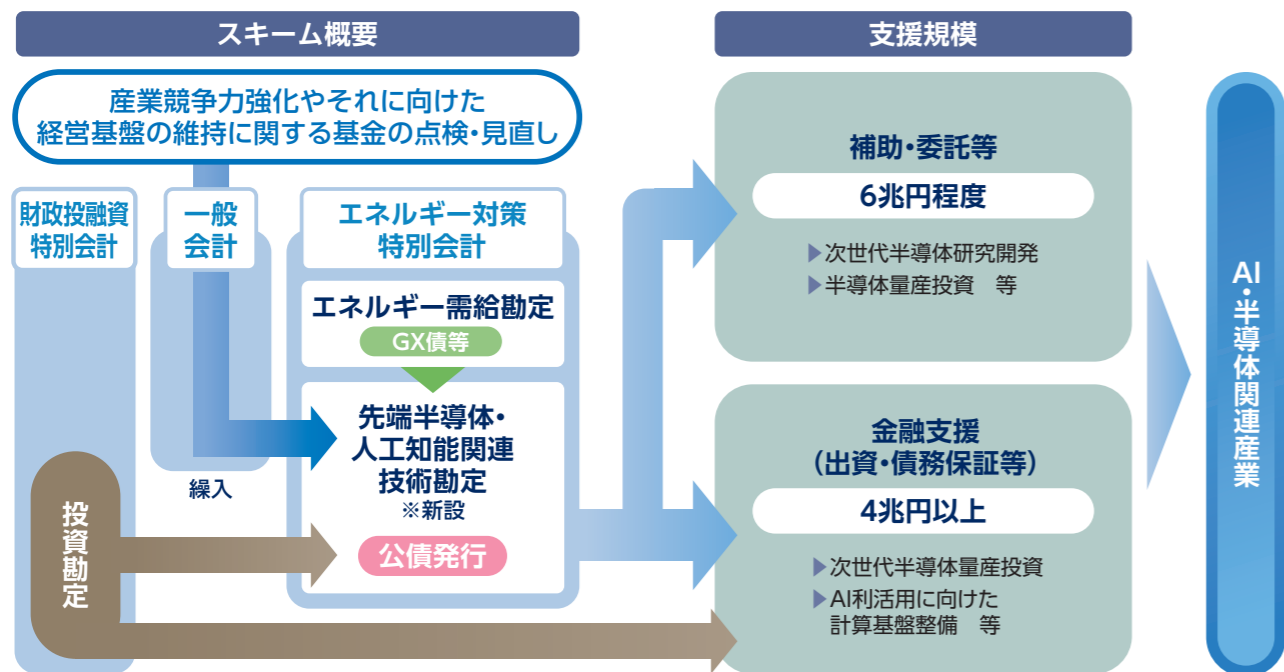 スキーム概要
産業競争力強化やそれに向けた
経営基盤の維持に関する基金の点検・見直し
財政投融資
特別会計
一般
会計
エネルギー対策
特別会計
エネルギー需給勘定
GX債等
先端半導体・
人工知能関連
技術勘定
※新設
公債発行
繰入
投資勘定
支援規模
補助・委託等
6兆円程度
▶次世代半導体研究開発
▶半導体量産投資　等
金融支援
（出資・債務保証等）
4兆円以上
▶次世代半導体量産投資
▶AI利活用に向けた
計算基盤整備　等
AI・半導体関連産業